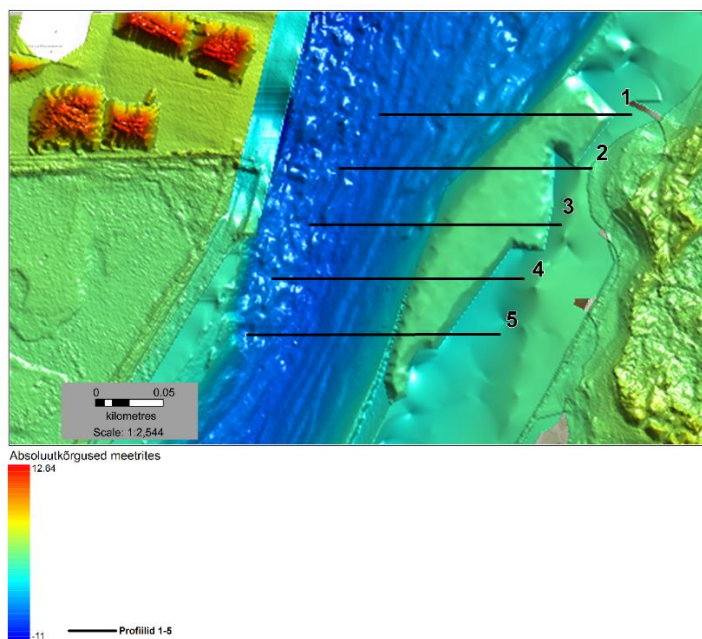 1
2
3
4
5
0 0.05
kilometres
Scale: 1:2,544
Absoluutkõrgused meetrites
12.64
-11
Profiilid 1-5